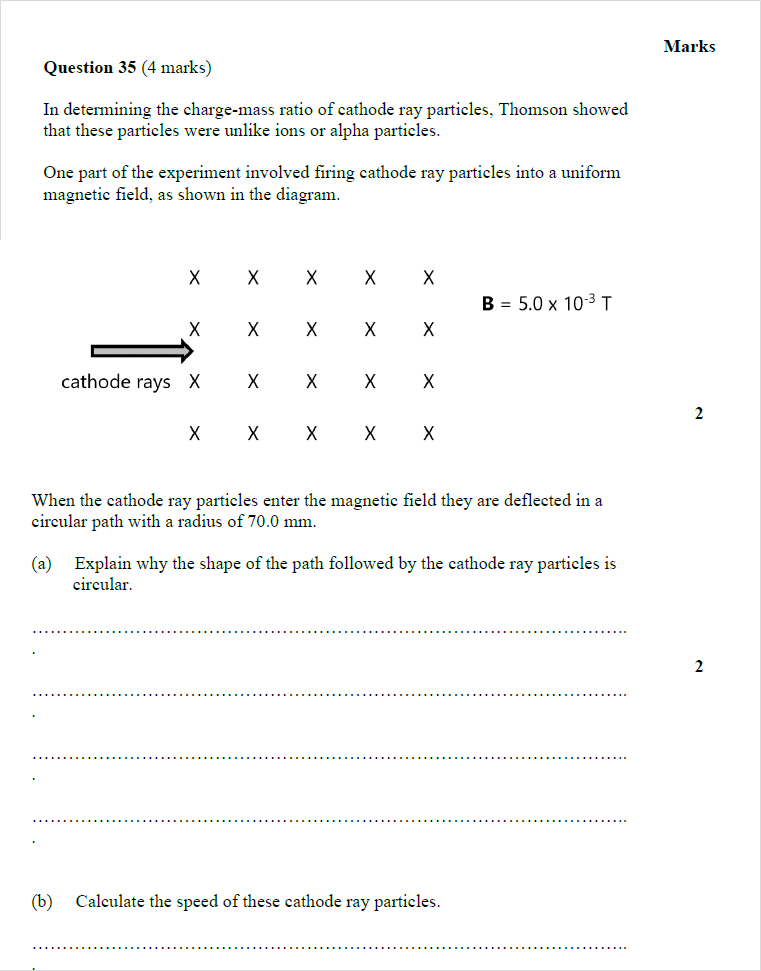 Marks
Question 35 (4 marks)
In determining the charge-mass ratio of cathode ray particles, Thomson showed
that these particles were unlike ions or alpha particles.
One part of the experiment involved firing cathode ray particles into a uniform
magnetic field, as shown in the diagram.
X X X X X
B = 5.0 x 10⁻³ T
X X X X X
cathode rays X X X X X
2
X X X X X
When the cathode ray particles enter the magnetic field they are deflected in a
circular path with a radius of 70.0 mm.
(a) Explain why the shape of the path followed by the cathode ray particles is
circular.
……………………………………………………………………………………..
.
2
……………………………………………………………………………………..
.
……………………………………………………………………………………..
.
……………………………………………………………………………………..
.
(b) Calculate the speed of these cathode ray particles.
……………………………………………………………………………………..
.